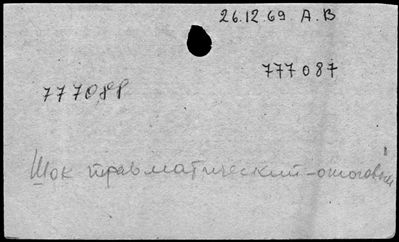 26.12.69 А.В
777087
777088
Шок травматический-ожоговый